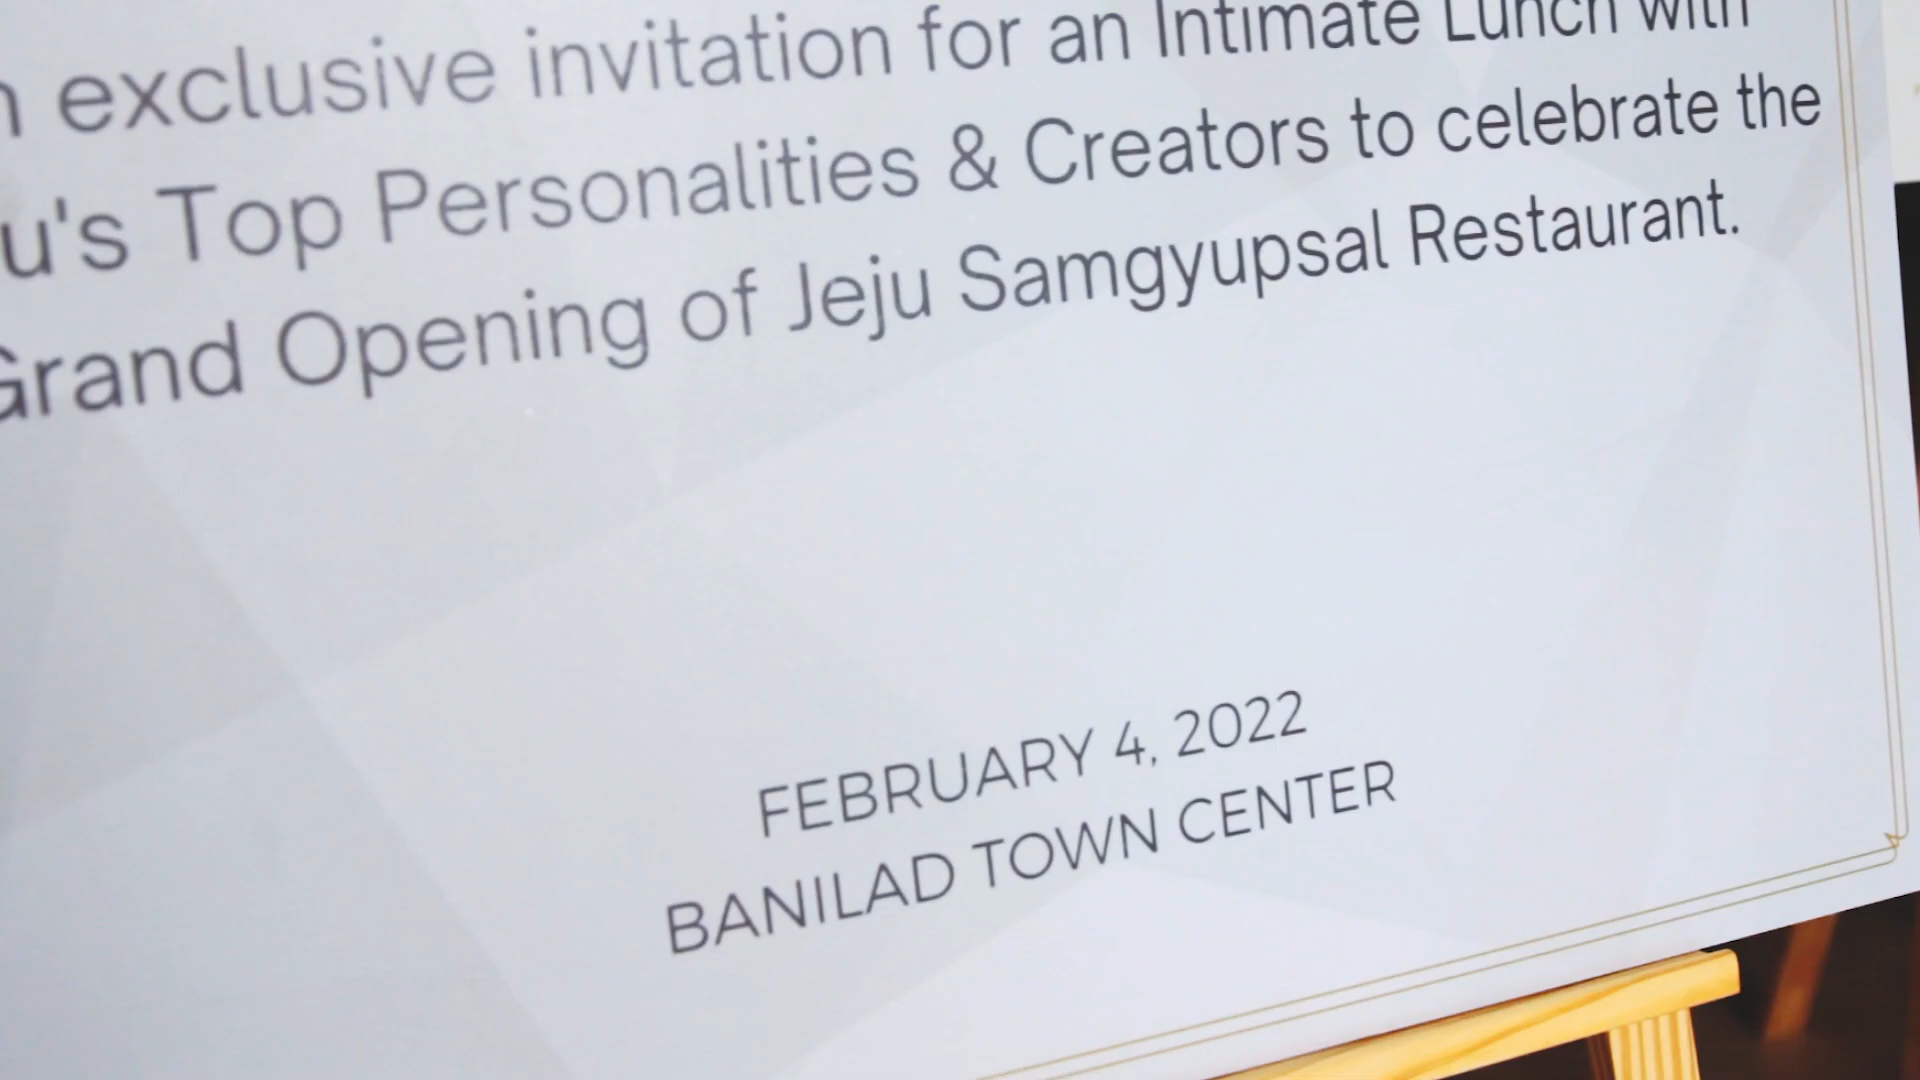 exclusive invitation for an Intimate Lunch with
Top Personalities & Creators to celebrate the
Grand Opening of Jeju Samgyupsal Restaurant.
FEBRUARY 4, 2022
BANILAD TOWN CENTER